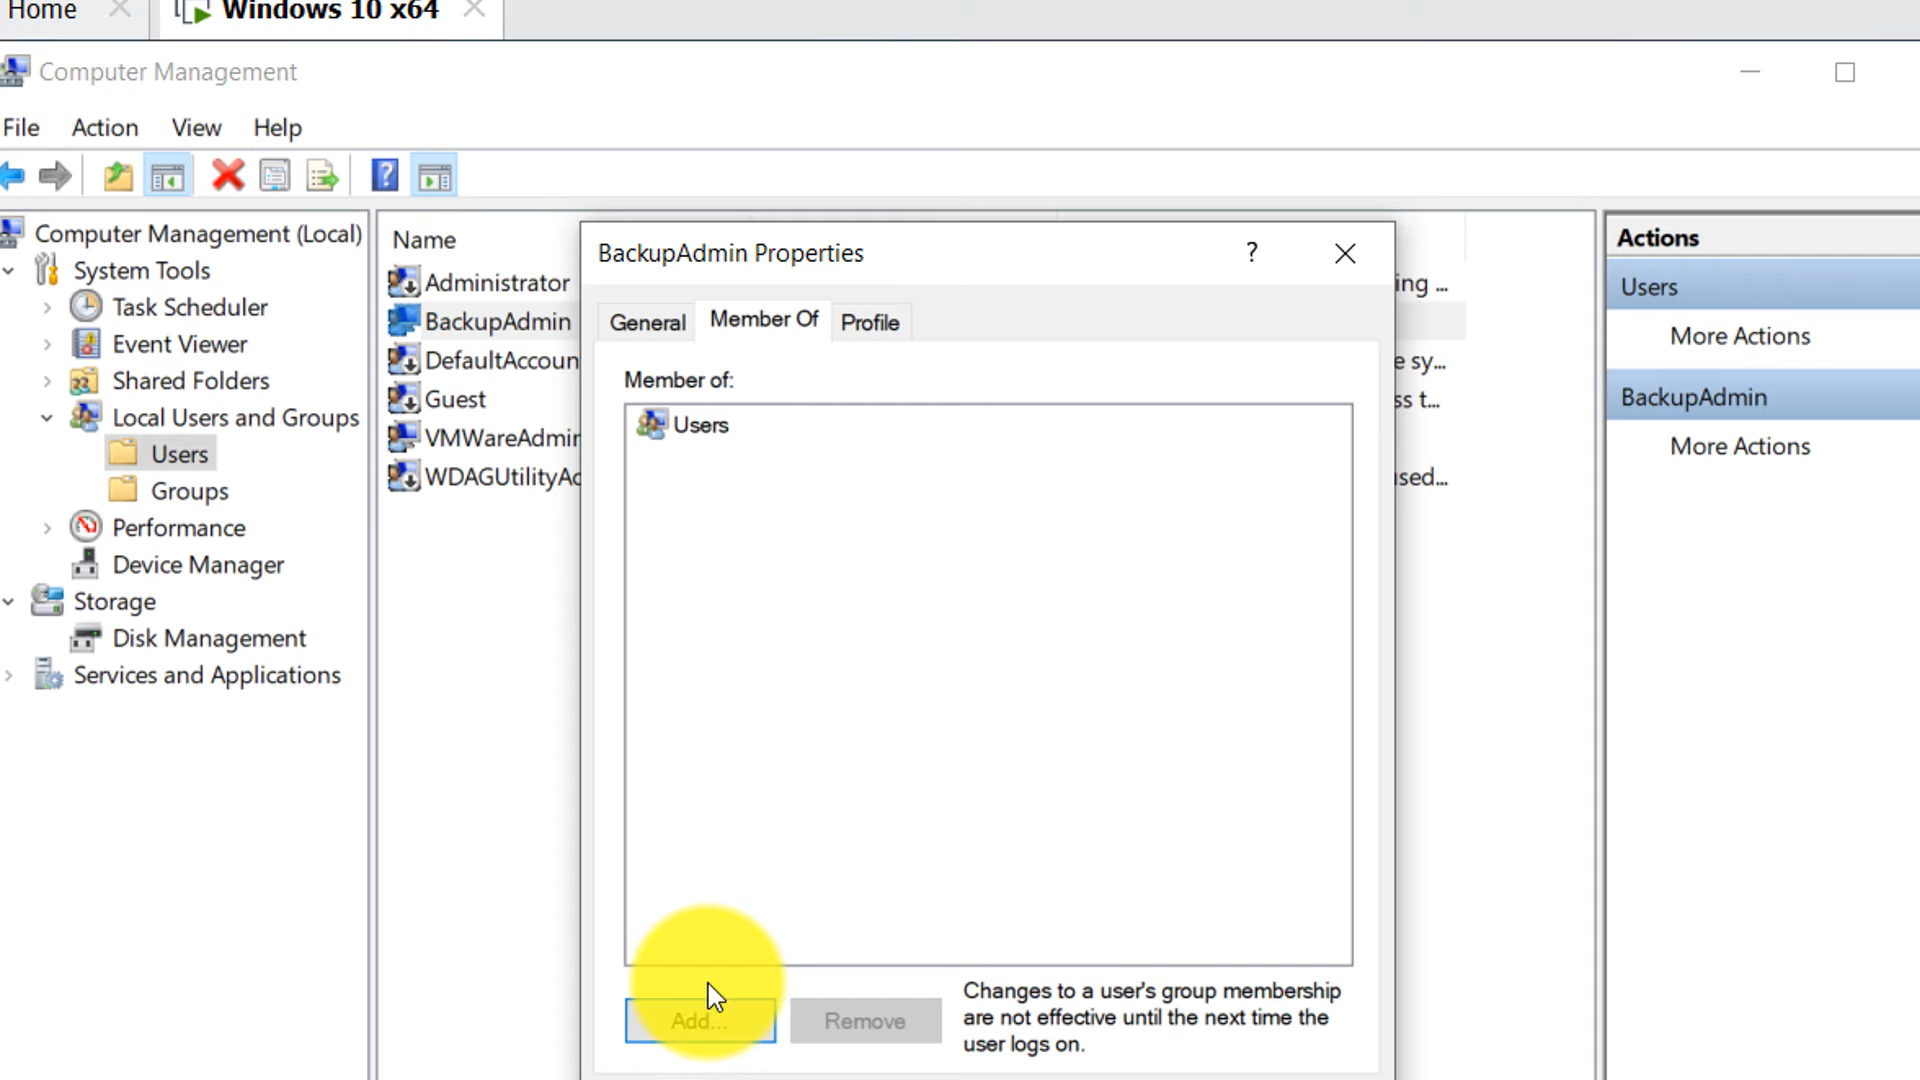 Home
Windows 10 x64
Computer Management
File Action View Help
Computer Management (Local)
System Tools
Task Scheduler
Event Viewer
Shared Folders
Local Users and Groups
Users
Groups
Performance
Device Manager
Storage
Disk Management
Services and Applications
Name
Administrator
BackupAdmin
DefaultAccoun
Guest
VMWareAdmin
WDAGUtilityAc
BackupAdmin Properties
General Member Of Profile
Member of:
Users
Add... Remove
Changes to a user's group membership
are not effective until the next time the
user logs on.
ing ...
e sy...
ss t...
used...
Actions
Users
More Actions
BackupAdmin
More Actions